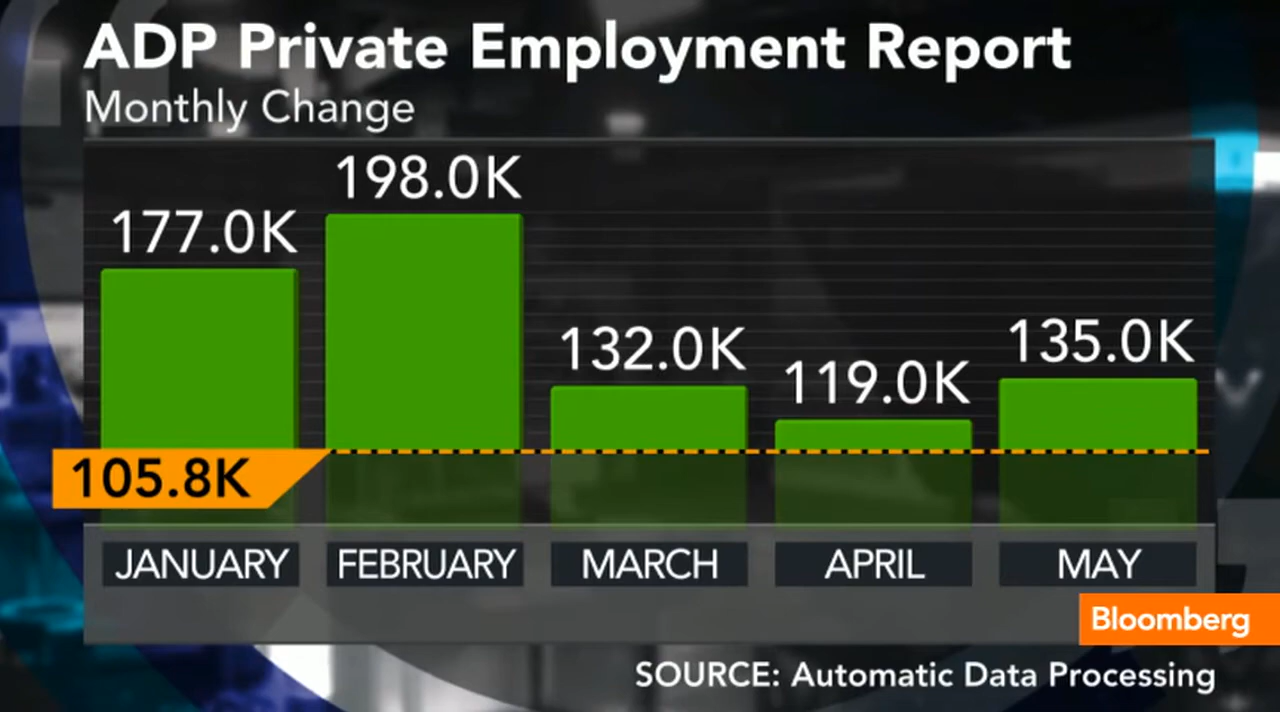 ADP Private Employment Report
Monthly Change
198.0K
177.0K
132.0K
135.0K
119.0K
105.8K
JANUARY FEBRUARY MARCH APRIL MAY
Bloomberg
SOURCE: Automatic Data Processing